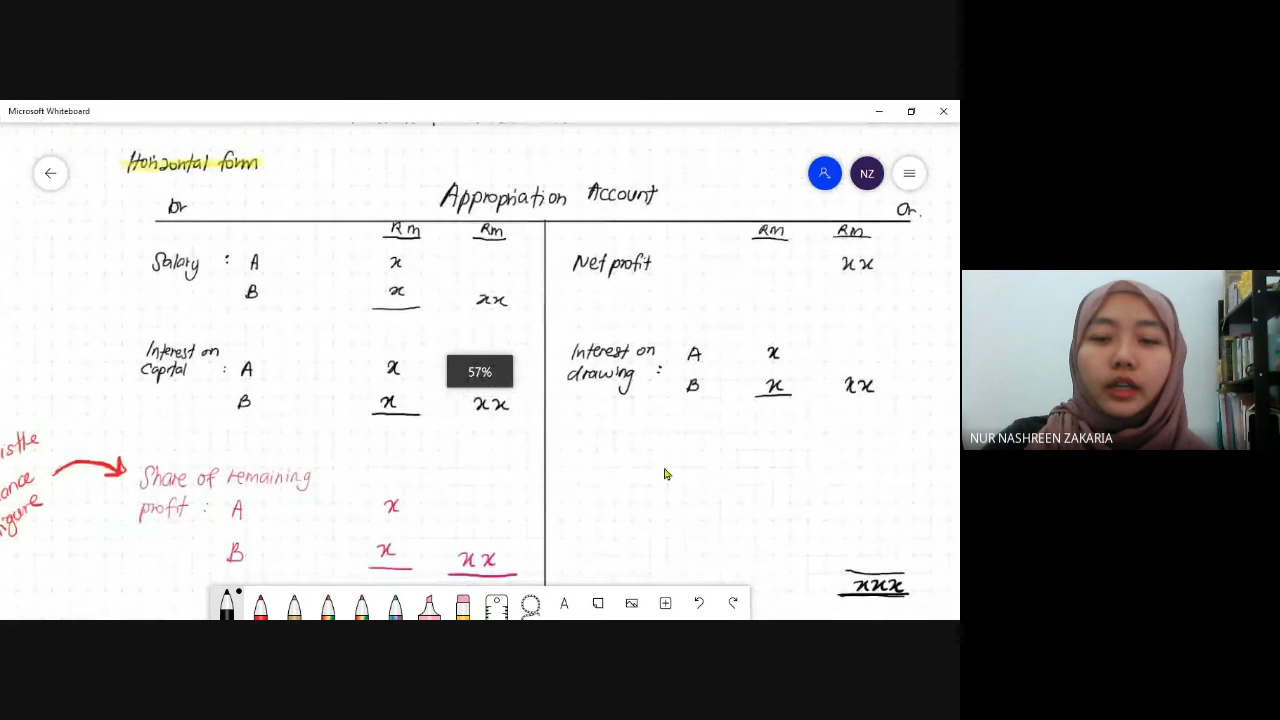 Microsoft Whiteboard
Horizontal form
NZ
Appropriation Account
Dr
Cr.
Rm Rm Rm Rm
Salary : A x
B x xx
Net profit xx
Interest on
Capital : A x
B x xx
57%
Interest on
drawing : A x
B x xx
Share of remaining
profit : A x
B x xx
xxx
A
NUR NASHREEN ZAKARIA